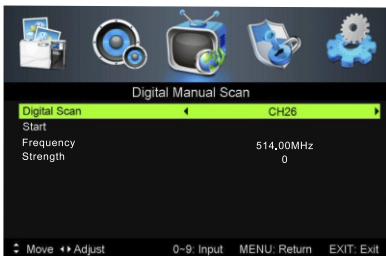 Digital Manual Scan
Digital Scan CH26
Start
Frequency 514.00MHz
Strength 0
Move Adjust 0~9: Input MENU: Return EXIT: Exit